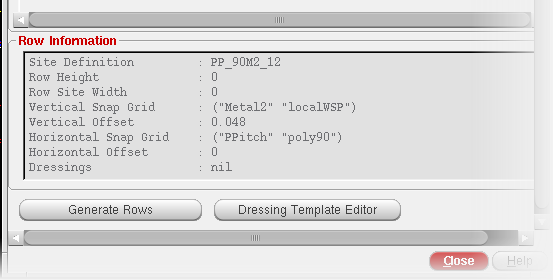 Row Information
Site Definition : PP_90M2_12
Row Height : 0
Row Site Width : 0
Vertical Snap Grid : ("Metal2" "localWSP")
Vertical Offset : 0.048
Horizontal Snap Grid : ("PPitch" "poly90")
Horizontal Offset : 0
Dressings : nil
Generate Rows Dressing Template Editor
Close Help